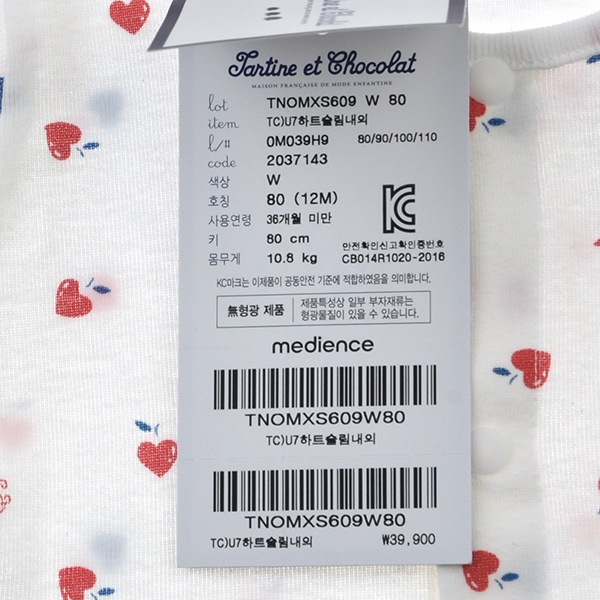 Tartine et Chocolat
MAISON FRANÇAISE DE MODE ENFANTINE
lot TNOMXS609 W 80
item TC)U7하트슬림내의
l/# 0M039H9 80/90/100/110
code 2037143
색상 W
호칭 80 (12M)
사용연령 36개월 미만
키 80 cm
몸무게 10.8 kg
안전확인신고확인증번호
CB014R1020-2016
KC마크는 이제품이 공동안전 기준에 적합하였음을 의미합니다.
無형광 제품
제품특성상 일부 부자재류는
형광물질이 있을 수 있습니다.
medience
TNOMXS609W80
TC)U7하트슬림내의
TNOMXS609W80
TC)U7하트슬림내의 ₩39,900